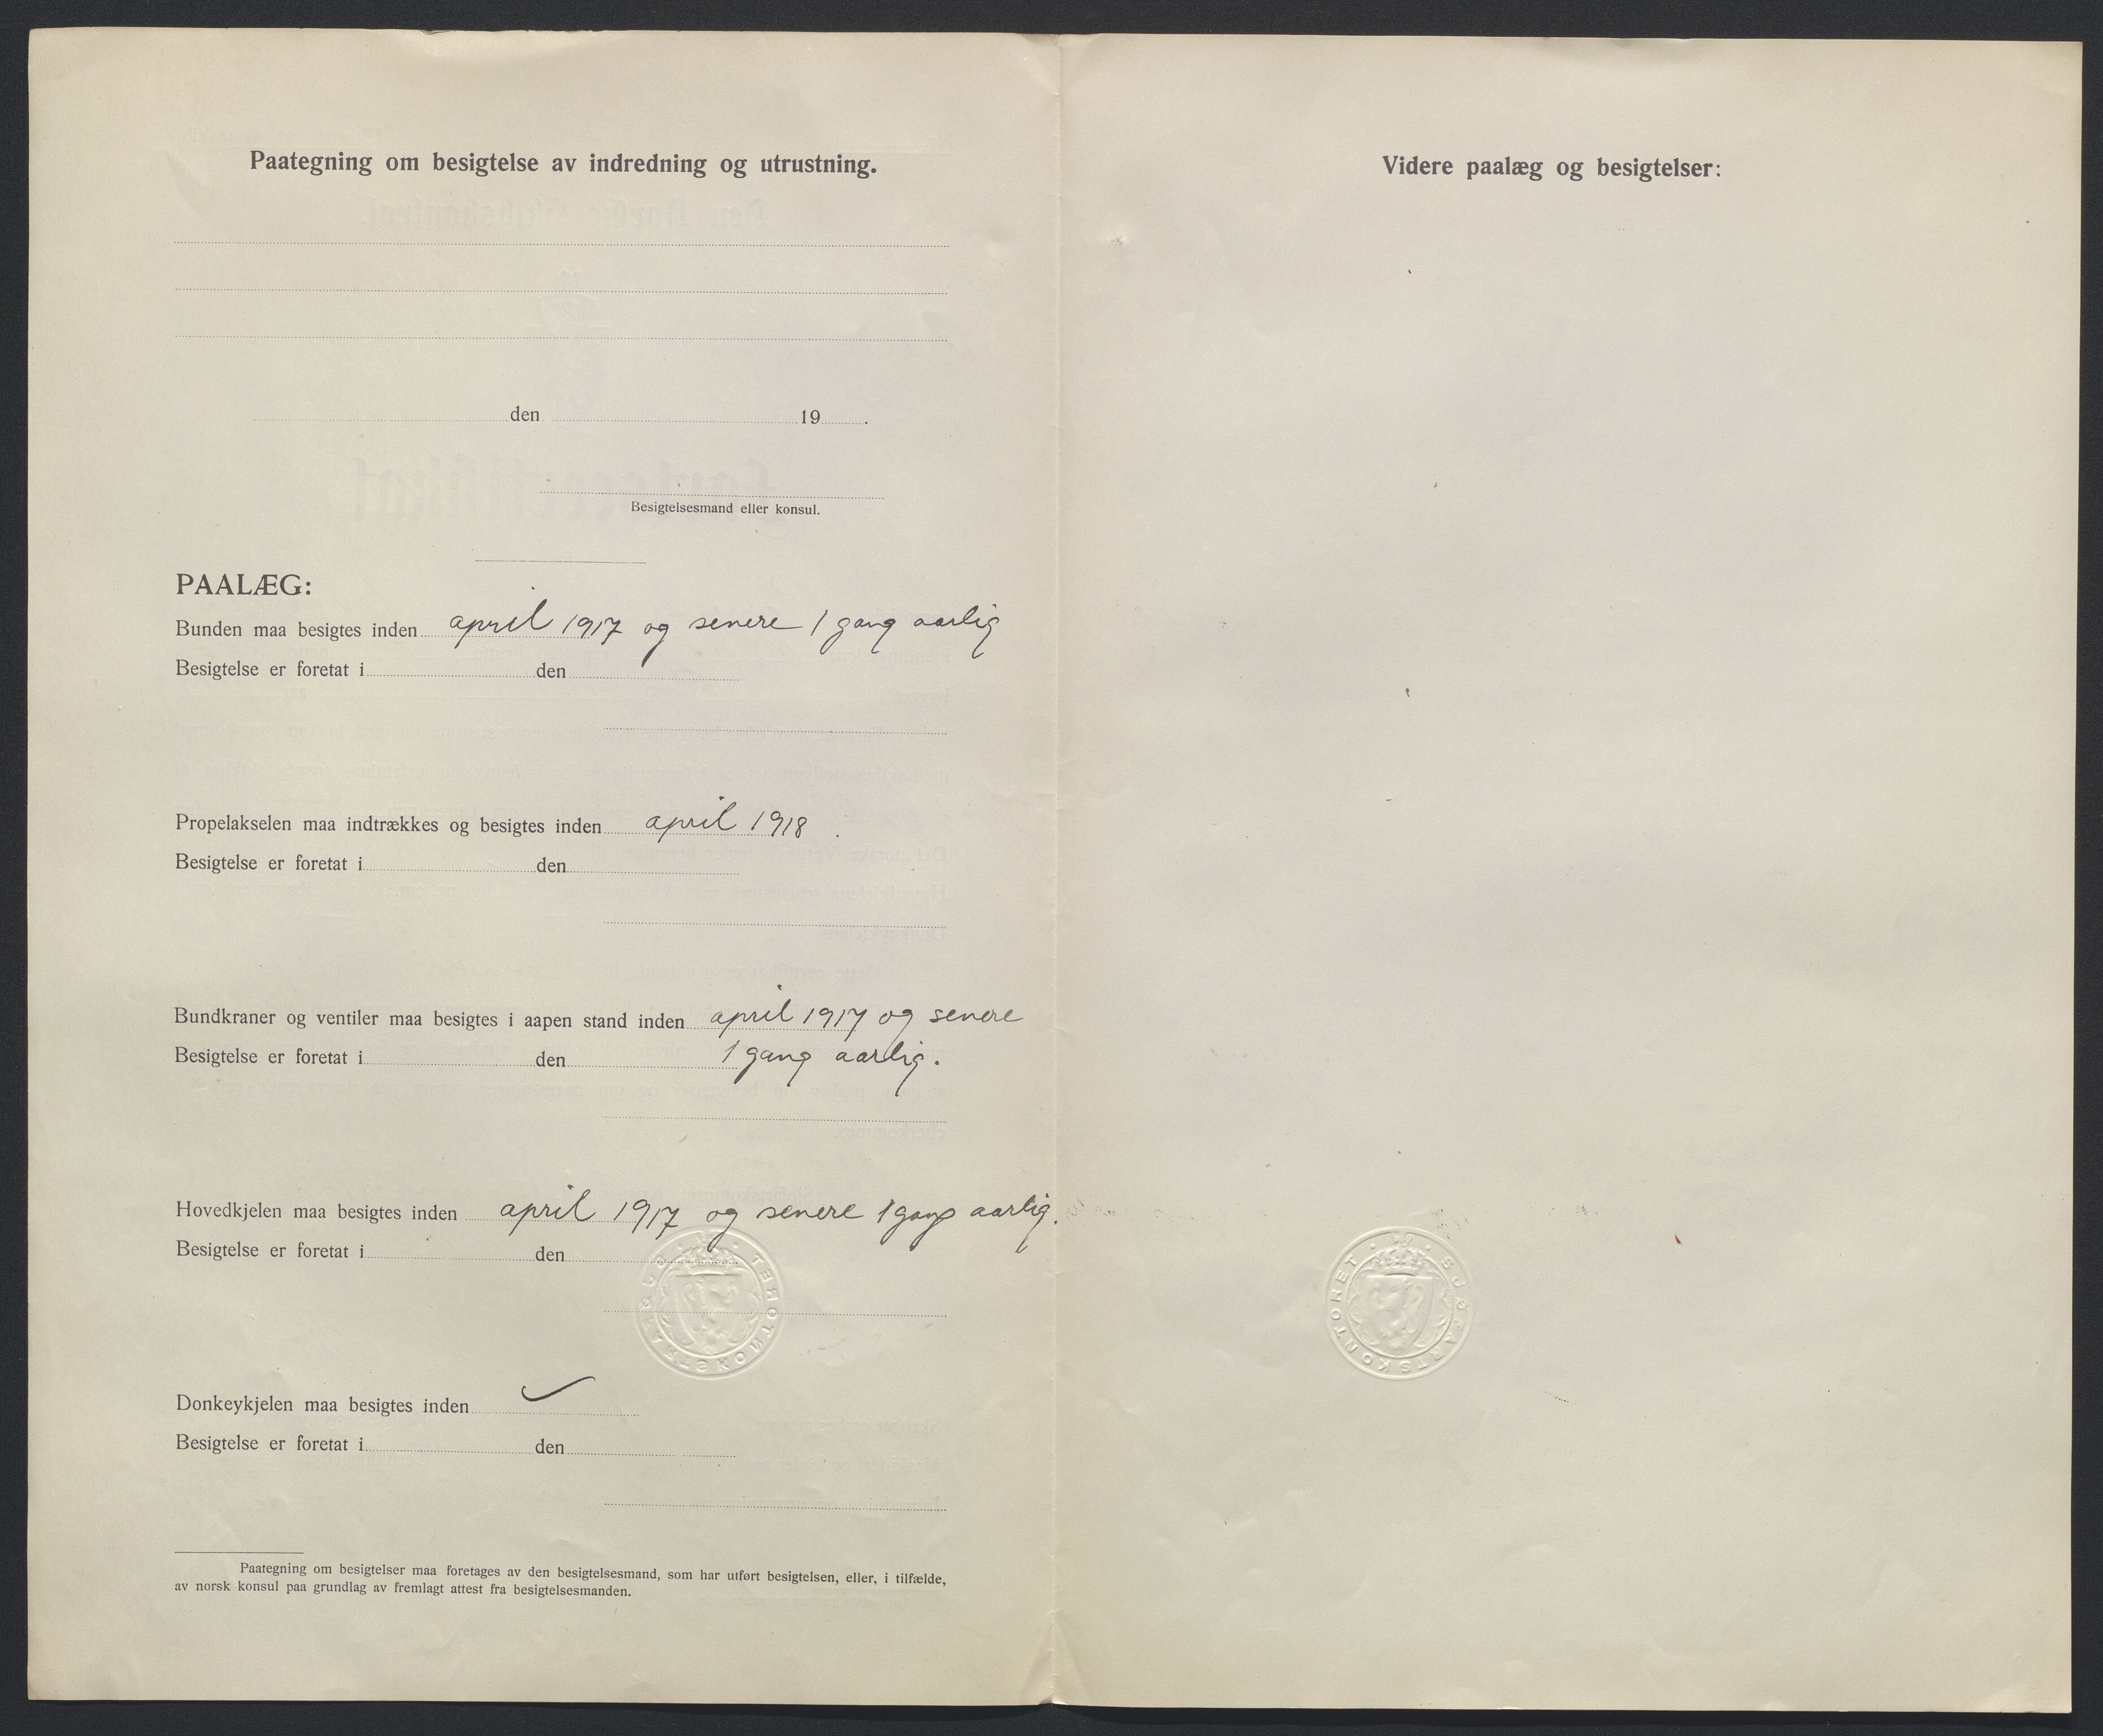 Paategning om besigtelse av indredning og utrustning.
den 19 .
Besigtelsesmand eller konsul.
PAALÆG:
Bunden maa besigtes inden april 1917 og senere 1 gang aarlig
Besigtelse er foretat i den
Propelakselen maa indtrækkes og besigtes inden april 1918 .
Besigtelse er foretat i den
Bundkraner og ventiler maa besigtes i aapen stand inden april 1917 og senere
Besigtelse er foretat i den 1 gang aarlig.
Hovedkjelen maa besigtes inden april 1917 og senere 1 gang aarlig.
Besigtelse er foretat i den
Donkeykjelen maa besigtes inden
Besigtelse er foretat i den
Paategning om besigtelser maa foretages av den besigtelsesmand, som har utført besigtelsen, eller, i tilfælde,
av norsk konsul paa grundlag av fremlagt attest fra besigtelsesmanden.
Videre paalæg og besigtelser:
SJØFARTSKONTORET